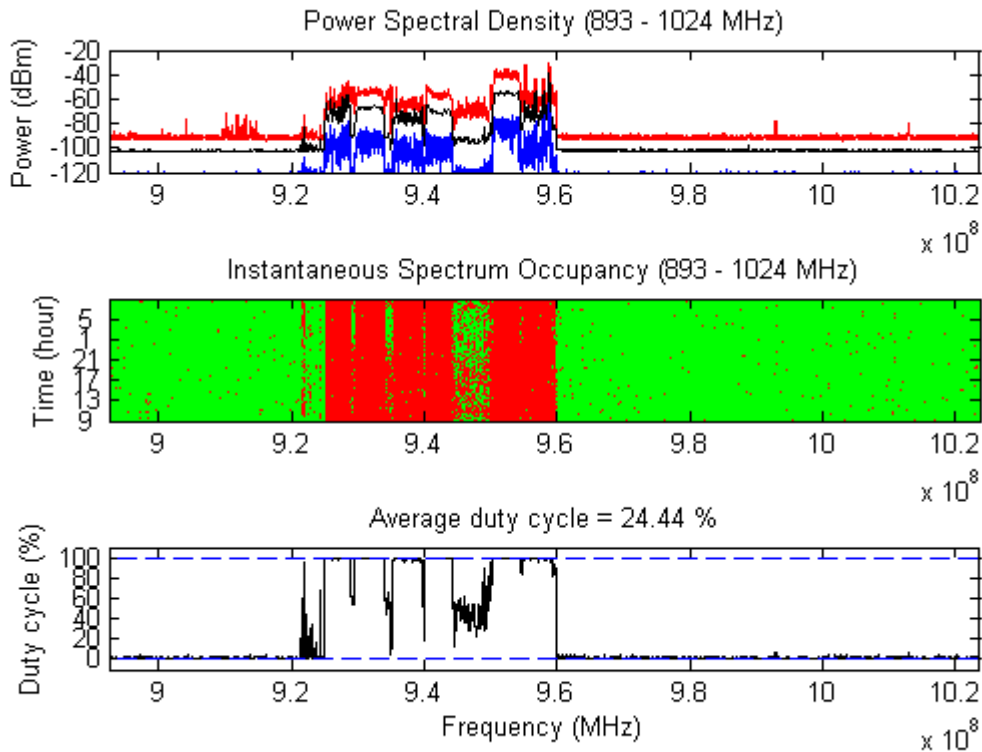 Power Spectral Density (893 - 1024 MHz)
Power (dBm)
-20
-40
-60
-80
-100
-120
9 9.2 9.4 9.6 9.8 10 10.2
x 10^8
Instantaneous Spectrum Occupancy (893 - 1024 MHz)
Time (hour)
5
1
21
17
13
9
9 9.2 9.4 9.6 9.8 10 10.2
x 10^8
Average duty cycle = 24.44 %
Duty cycle (%)
100
80
60
40
20
0
9 9.2 9.4 9.6 9.8 10 10.2
Frequency (MHz)
x 10^8